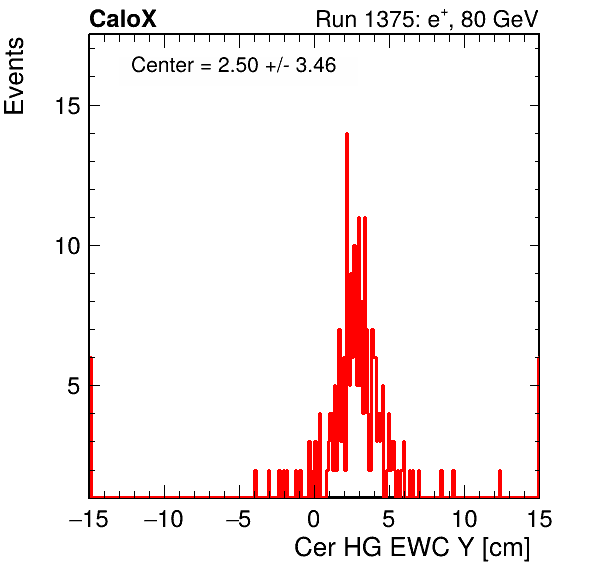 CaloX
Run 1375: e+, 80 GeV
Center = 2.50 +/- 3.46
Events
15
10
5
−15 −10 −5 0 5 10 15
Cer HG EWC Y [cm]